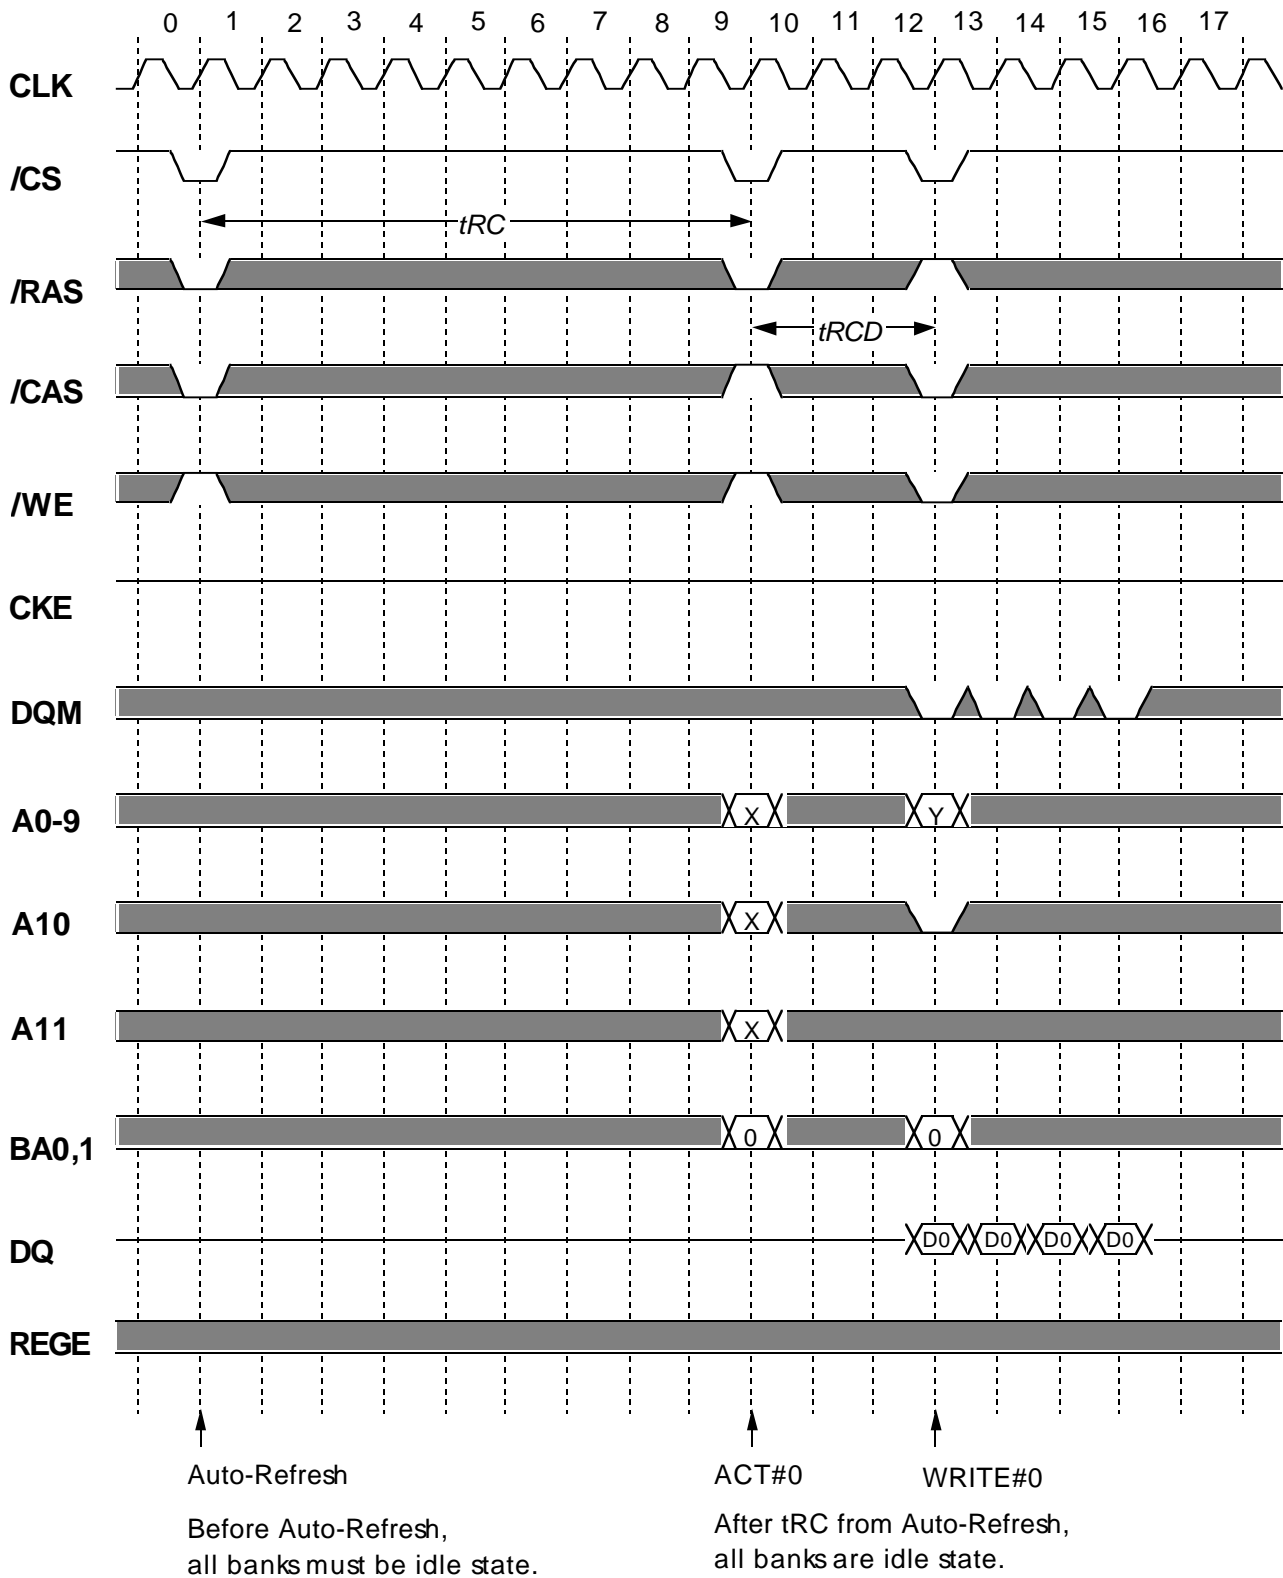 0 1 2 3 4 5 6 7 8 9 10 11 12 13 14 15 16 17
CLK
/CS
tRC
/RAS
tRCD
/CAS
/WE
CKE
DQM
A0-9 X Y
A10 X
A11 X
BA0,1 0 0
DQ D0 D0 D0 D0
REGE
Auto-Refresh ACT#0 WRITE#0
Before Auto-Refresh,
all banks must be idle state.
After tRC from Auto-Refresh,
all banks are idle state.